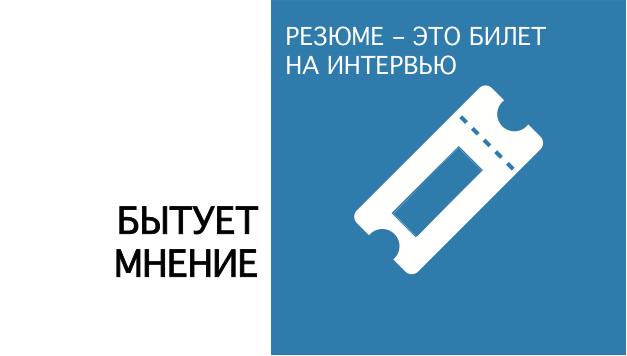 РЕЗЮМЕ – ЭТО БИЛЕТ
НА ИНТЕРВЬЮ
БЫТУЕТ
МНЕНИЕ